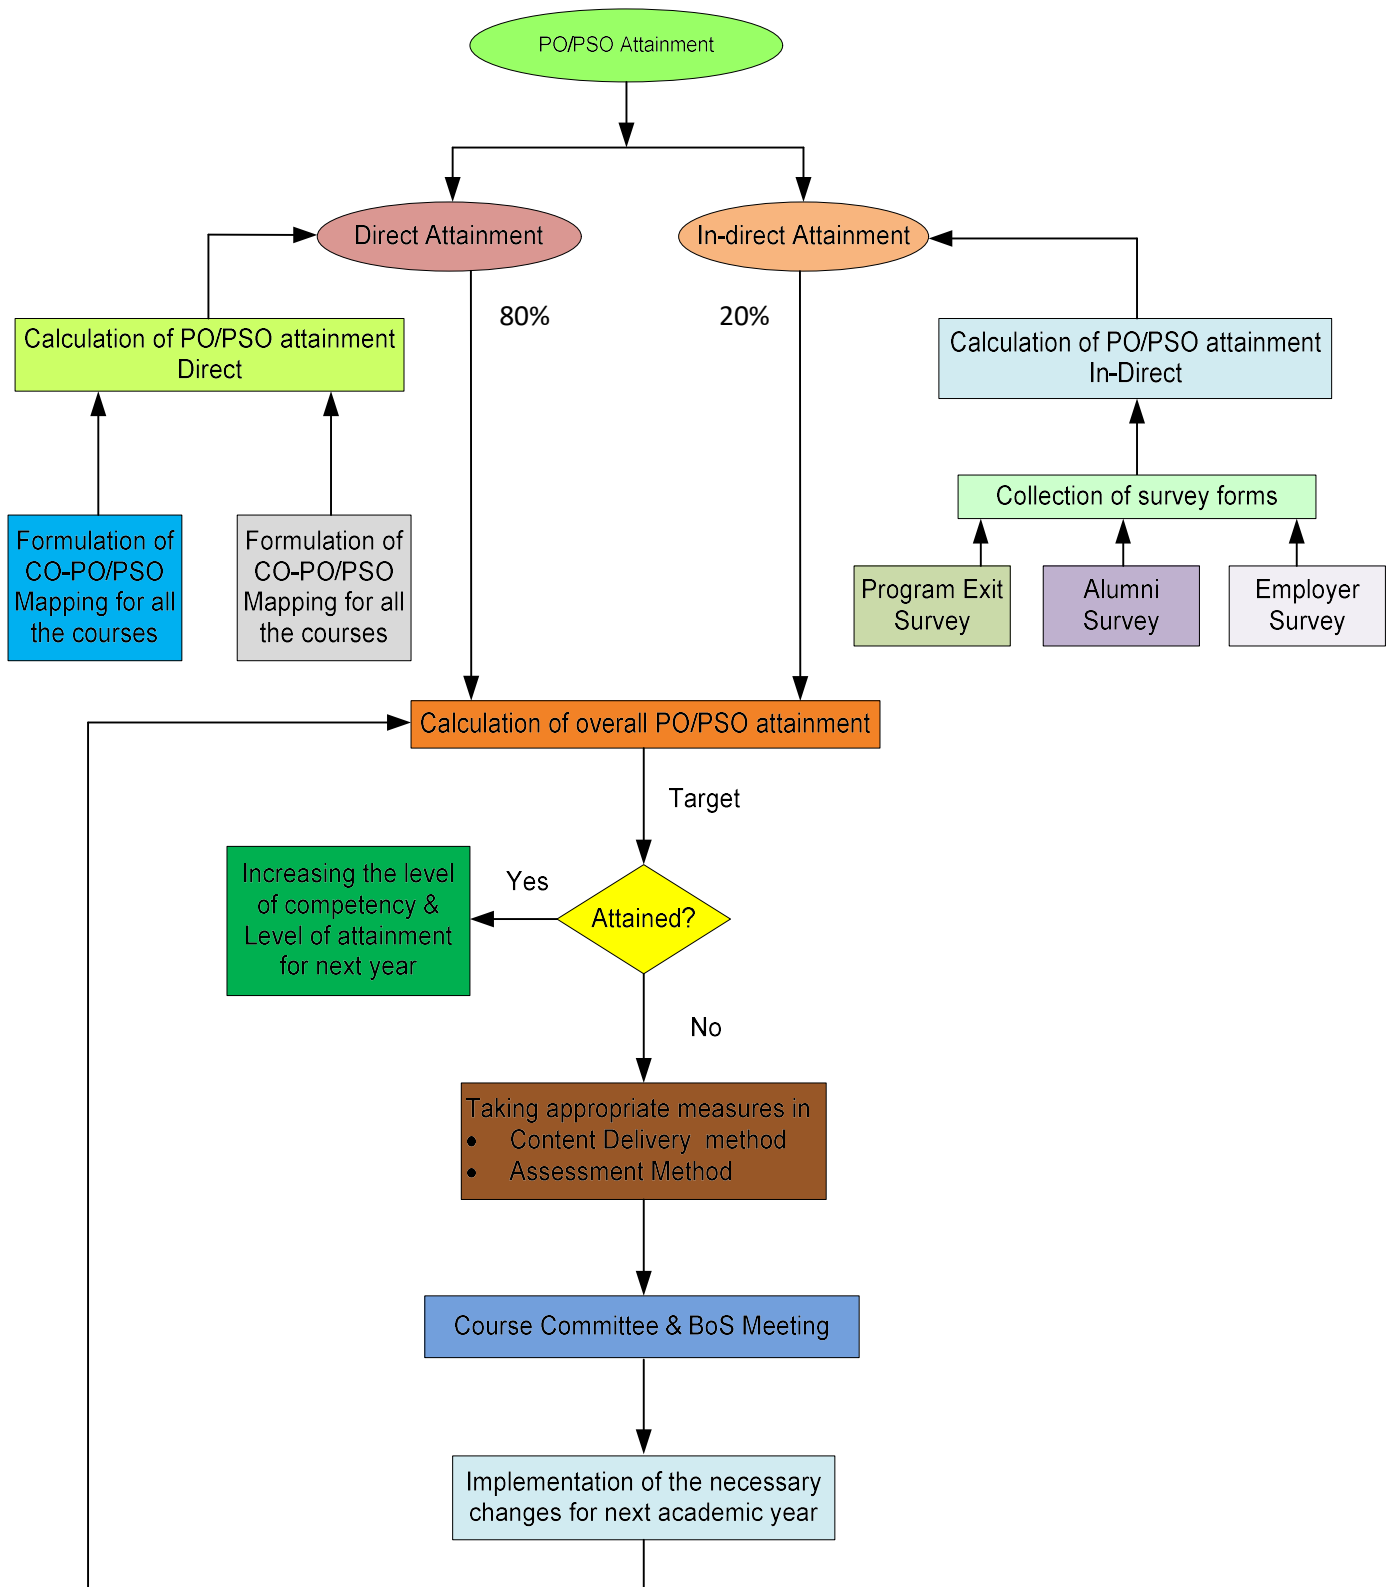 PO/PSO Attainment
Direct Attainment
In-direct Attainment
80%
20%
Calculation of PO/PSO attainment
Direct
Calculation of PO/PSO attainment
In-Direct
Collection of survey forms
Formulation of
CO-PO/PSO
Mapping for all
the courses
Formulation of
CO-PO/PSO
Mapping for all
the courses
Program Exit
Survey
Alumni
Survey
Employer
Survey
Calculation of overall PO/PSO attainment
Target
Increasing the level
of competency &
Level of attainment
for next year
Yes
Attained?
No
Taking appropriate measures in
• Content Delivery method
• Assessment Method
Course Committee & BoS Meeting
Implementation of the necessary
changes for next academic year